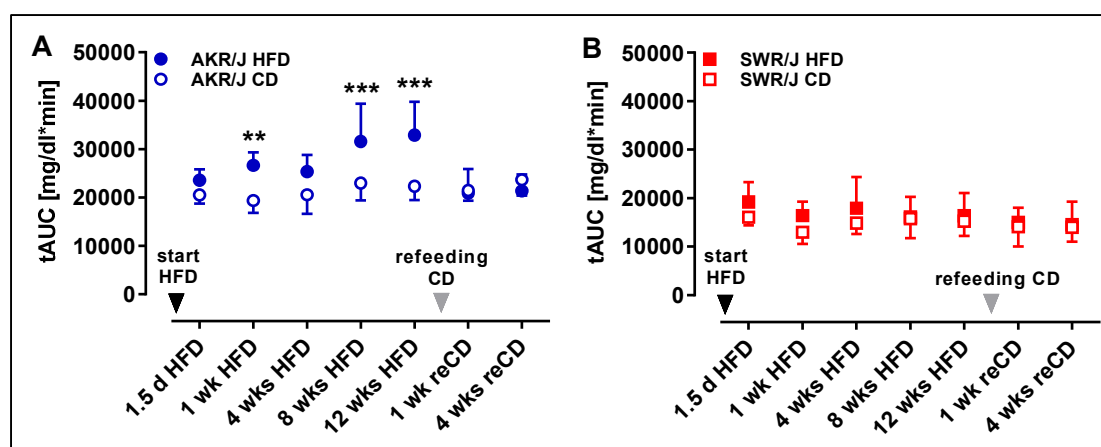 A
tAUC [mg/dl*min]
50000
40000
30000
20000
10000
0
AKR/J HFD
AKR/J CD
**
***
***
start
HFD
refeeding
CD
1.5 d HFD
1 wk HFD
4 wks HFD
8 wks HFD
12 wks HFD
1 wk reCD
4 wks reCD
B
tAUC [mg/dl*min]
50000
40000
30000
20000
10000
0
SWR/J HFD
SWR/J CD
start
HFD
refeeding CD
1.5 d HFD
1 wk HFD
4 wks HFD
8 wks HFD
12 wks HFD
1 wk reCD
4 wks reCD